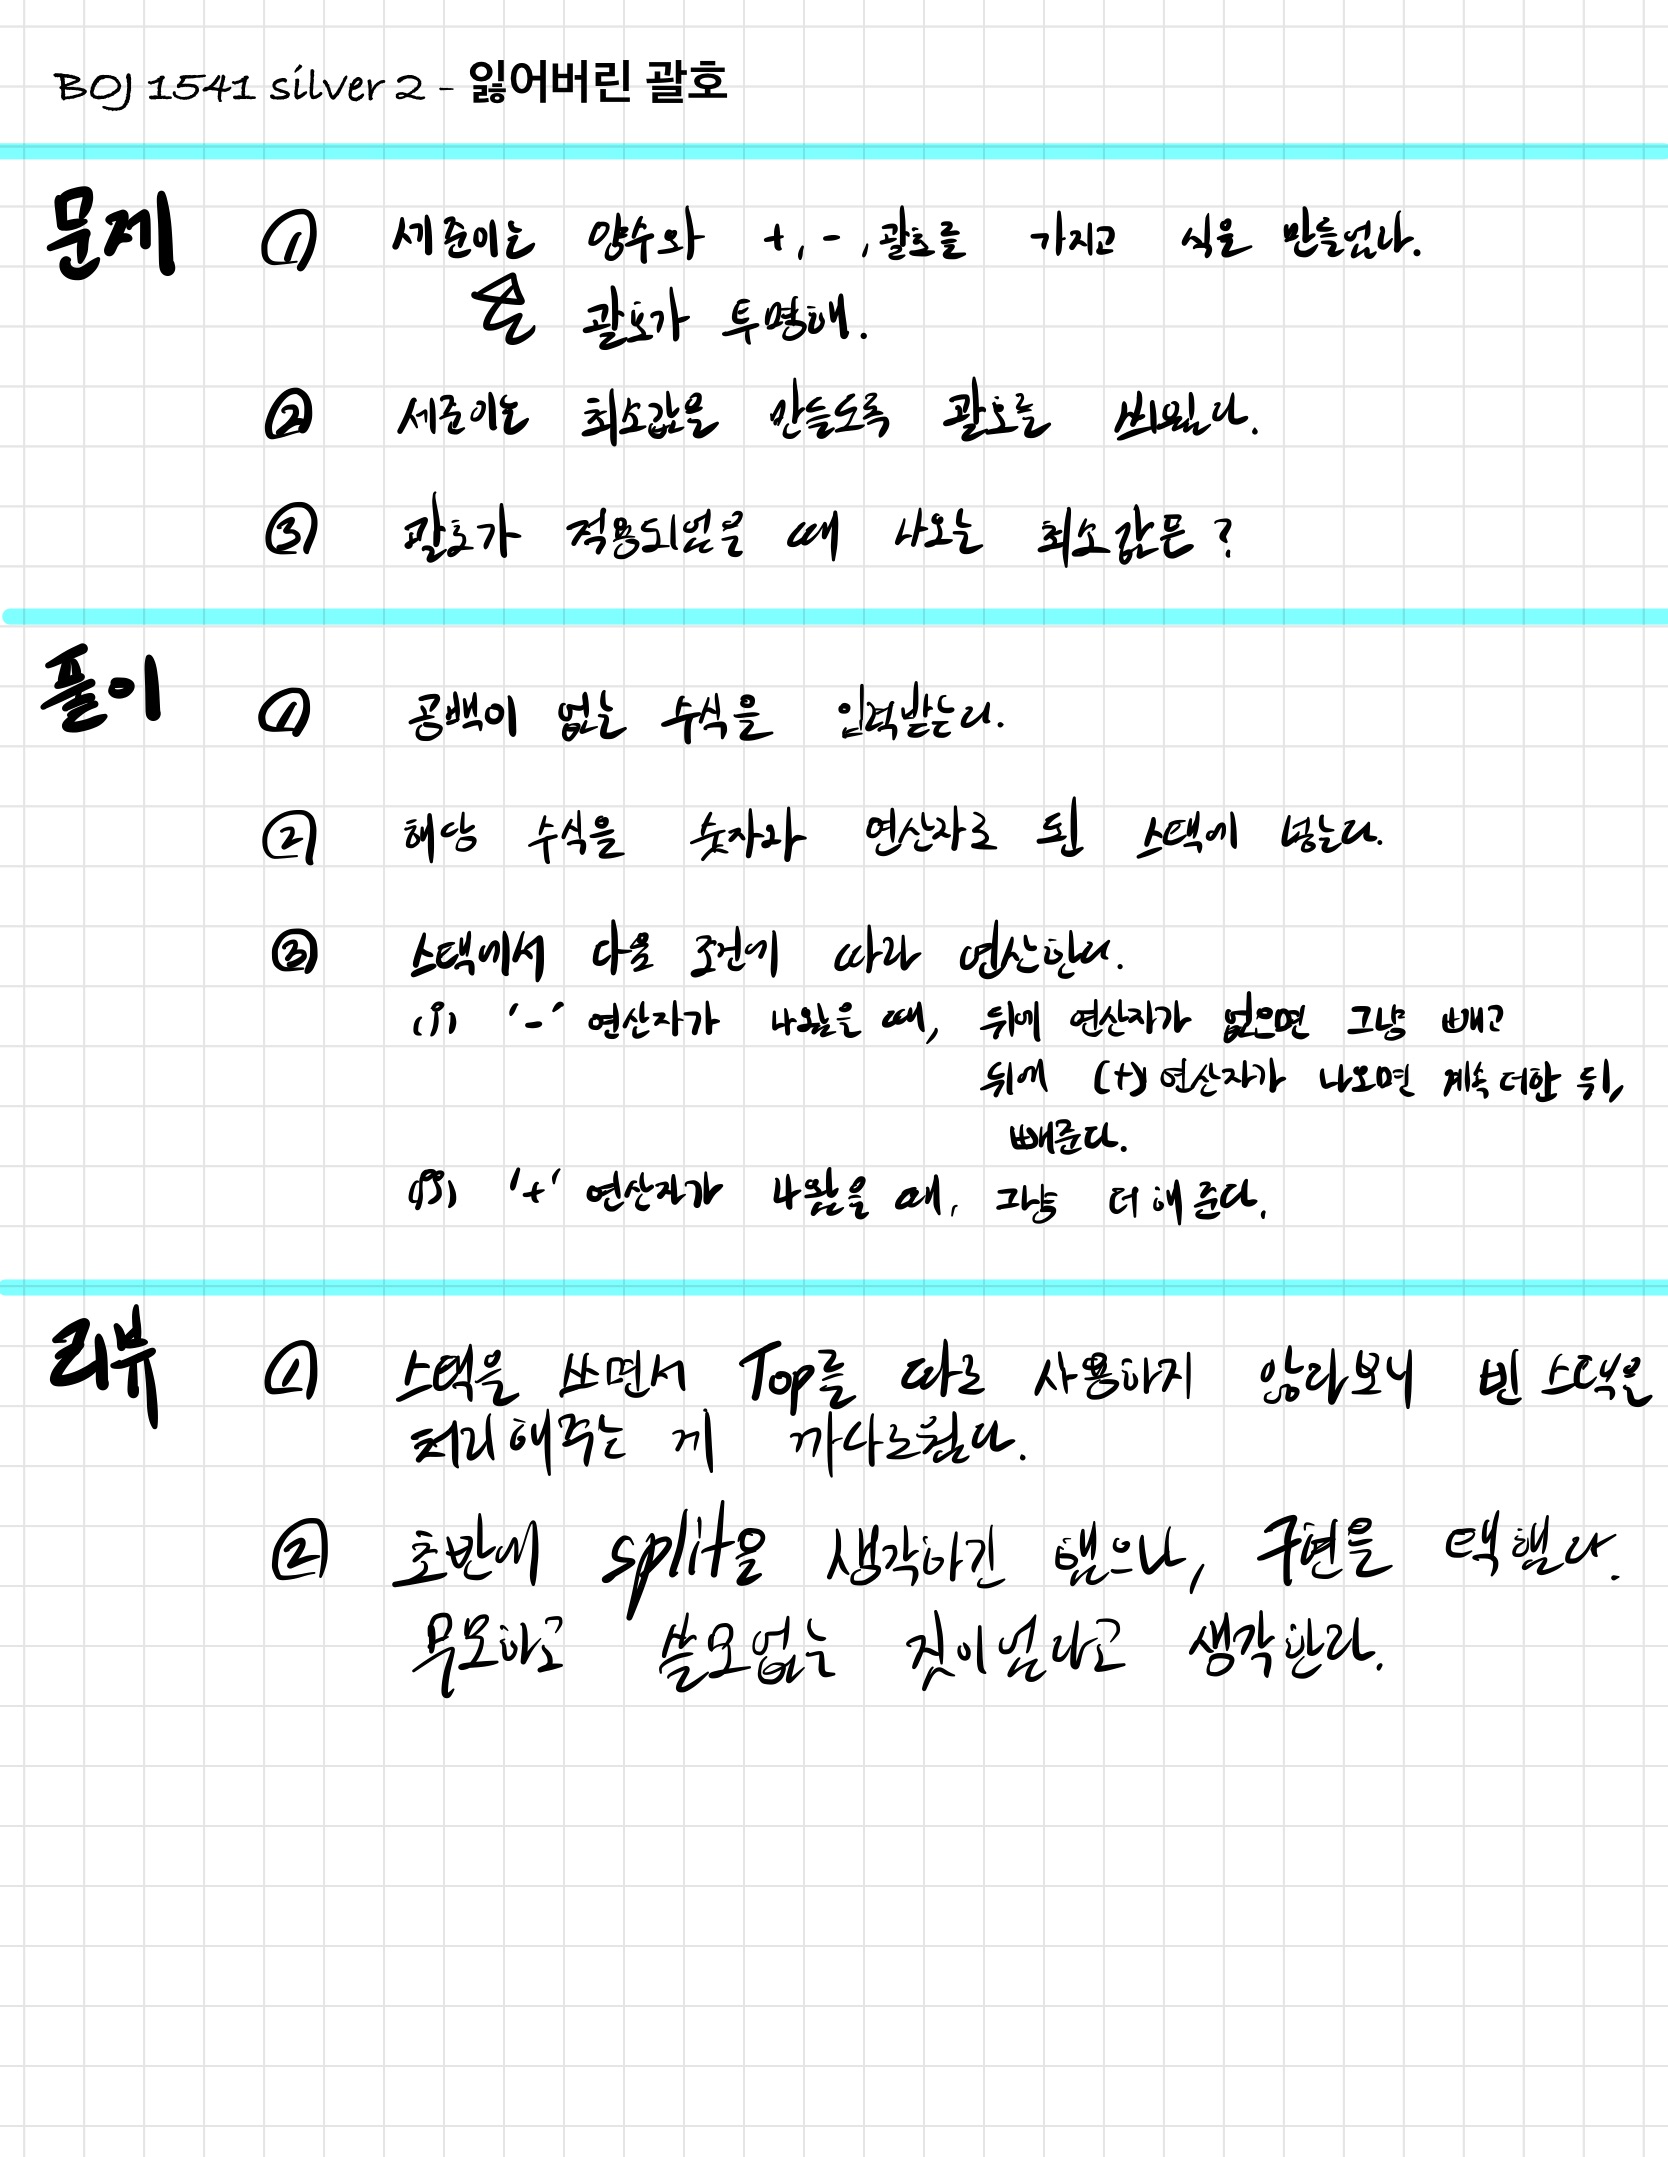 BOJ 1541 silver 2 - 잃어버린 괄호
문제 ① 세준이는 양수와 +, -, 괄호를 가지고 식을 만들었다.
괄호가 투명해.
② 세준이는 최소값을 만들도록 괄호를 씌웠다.
③ 괄호가 적용되었을 때 나오는 최소값은?
풀이 ① 공백이 없는 수식을 입력받는다.
② 해당 수식을 숫자와 연산자로 된 스택에 넣는다.
③ 스택에서 다음 조건에 따라 연산한다.
(i) '-' 연산자가 나왔을 때, 뒤에 연산자가 없으면 그냥 빼고
뒤에 (+) 연산자가 나오면 계속 더한 뒤,
빼준다.
(ii) '+' 연산자가 나왔을 때, 그냥 더해준다.
리뷰 ① 스택을 쓰면서 Top를 따로 사용하지 않다보니 빈 스택을
처리해주는 게 까다로웠다.
② 초반에 split을 생각하긴 했으나, 구현을 택했다.
무모하고 쓸모없는 짓이었다고 생각한다.